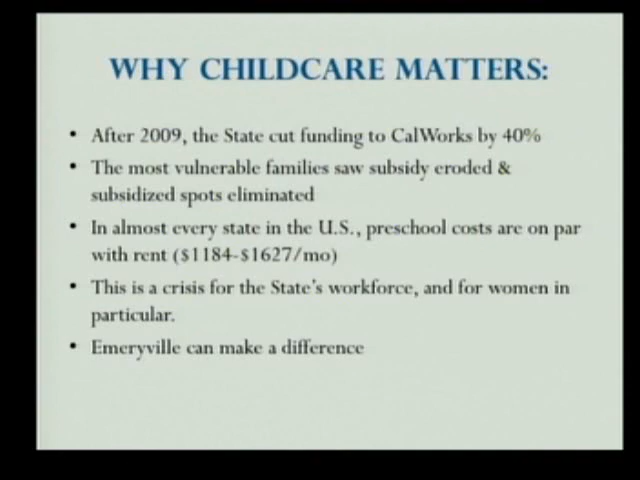 WHY CHILDCARE MATTERS:
• After 2009, the State cut funding to CalWorks by 40%
• The most vulnerable families saw subsidy eroded &
subsidized spots eliminated
• In almost every state in the U.S., preschool costs are on par
with rent ($1184-$1627/mo)
• This is a crisis for the State's workforce, and for women in
particular.
• Emeryville can make a difference